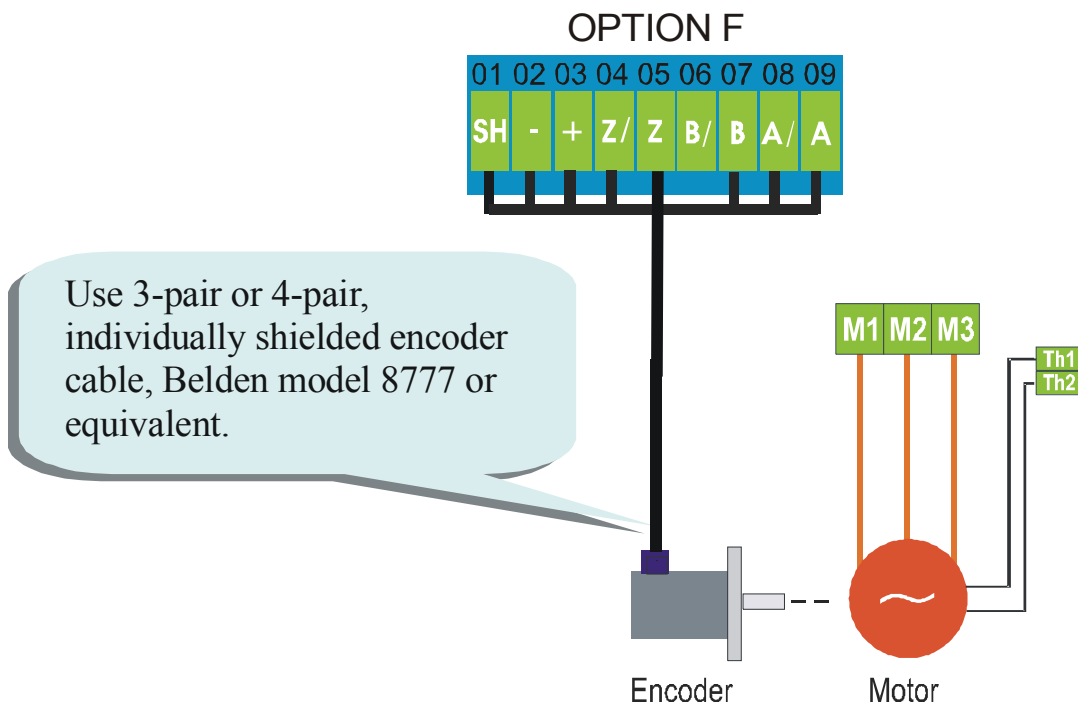 OPTION F
01 02 03 04 05 06 07 08 09
SH - + Z/ Z B/ B A/ A
Use 3-pair or 4-pair,
individually shielded encoder
cable, Belden model 8777 or
equivalent.
M1 M2 M3
Th1
Th2
Encoder
Motor